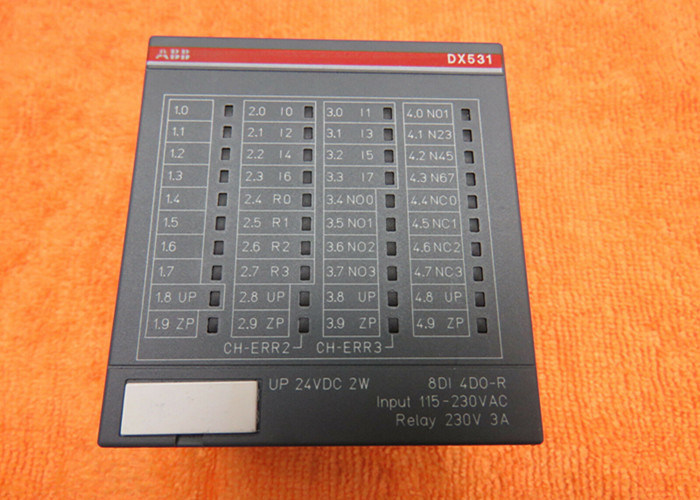 ABB DX531
1.0 2.0 I0 3.0 I1 4.0 N01
1.1 2.1 I2 3.1 I3 4.1 N23
1.2 2.2 I4 3.2 I5 4.2 N45
1.3 2.3 I6 3.3 I7 4.3 N67
1.4 2.4 R0 3.4 NO0 4.4 NC0
1.5 2.5 R1 3.5 NO1 4.5 NC1
1.6 2.6 R2 3.6 NO2 4.6 NC2
1.7 2.7 R3 3.7 NO3 4.7 NC3
1.8 UP 2.8 UP 3.8 UP 4.8 UP
1.9 ZP 2.9 ZP 3.9 ZP 4.9 ZP
CH-ERR2 CH-ERR3
UP 24VDC 2W 8DI 4DO-R
Input 115-230VAC
Relay 230V 3A